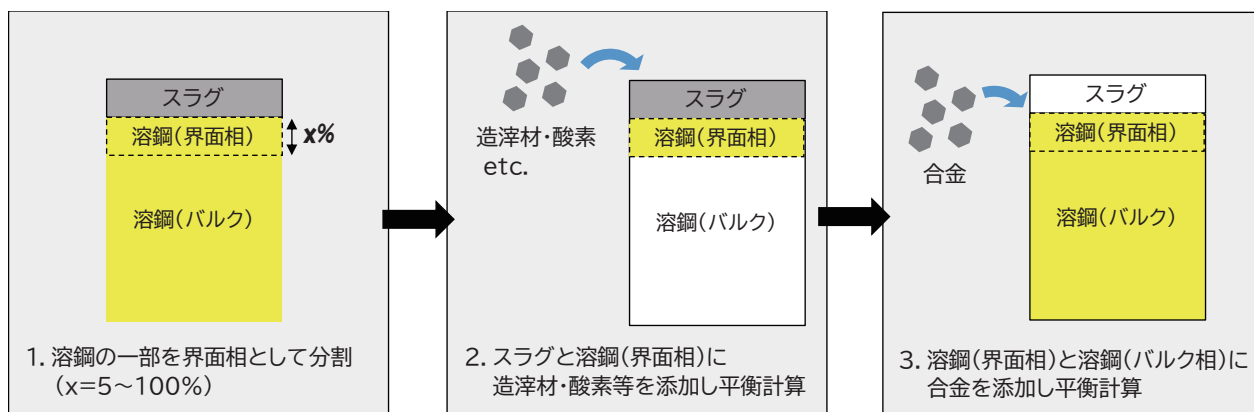 スラグ
溶鋼(界面相)
x%
溶鋼(バルク)
1. 溶鋼の一部を界面相として分割
(x=5～100%)
造滓材・酸素
etc.
スラグ
溶鋼(界面相)
溶鋼(バルク)
2. スラグと溶鋼(界面相)に
造滓材・酸素等を添加し平衡計算
合金
スラグ
溶鋼(界面相)
溶鋼(バルク)
3. 溶鋼(界面相)と溶鋼(バルク相)に
合金を添加し平衡計算